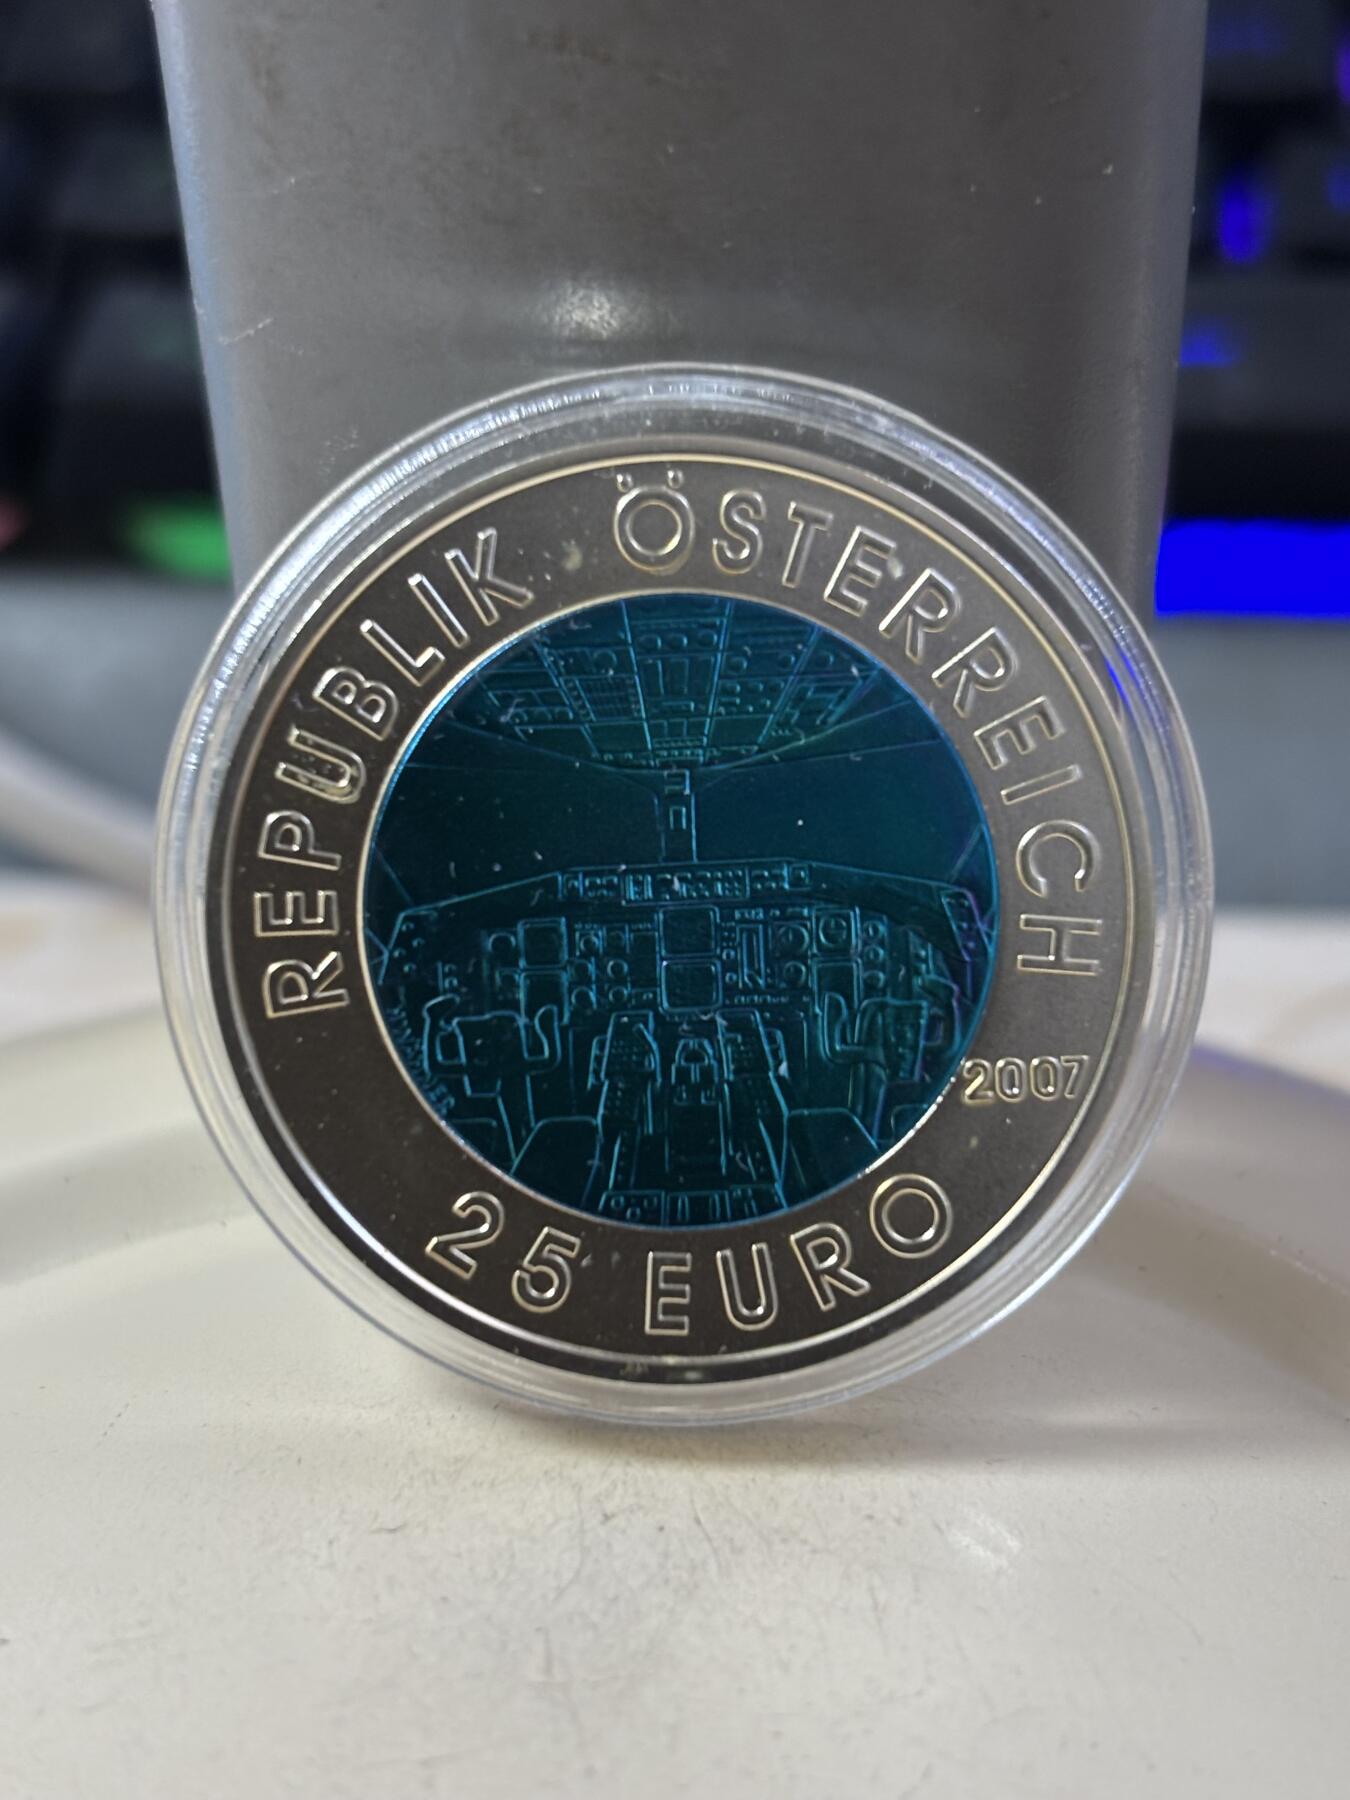 REPUBLIK ÖSTERREICH
2007
25 EURO